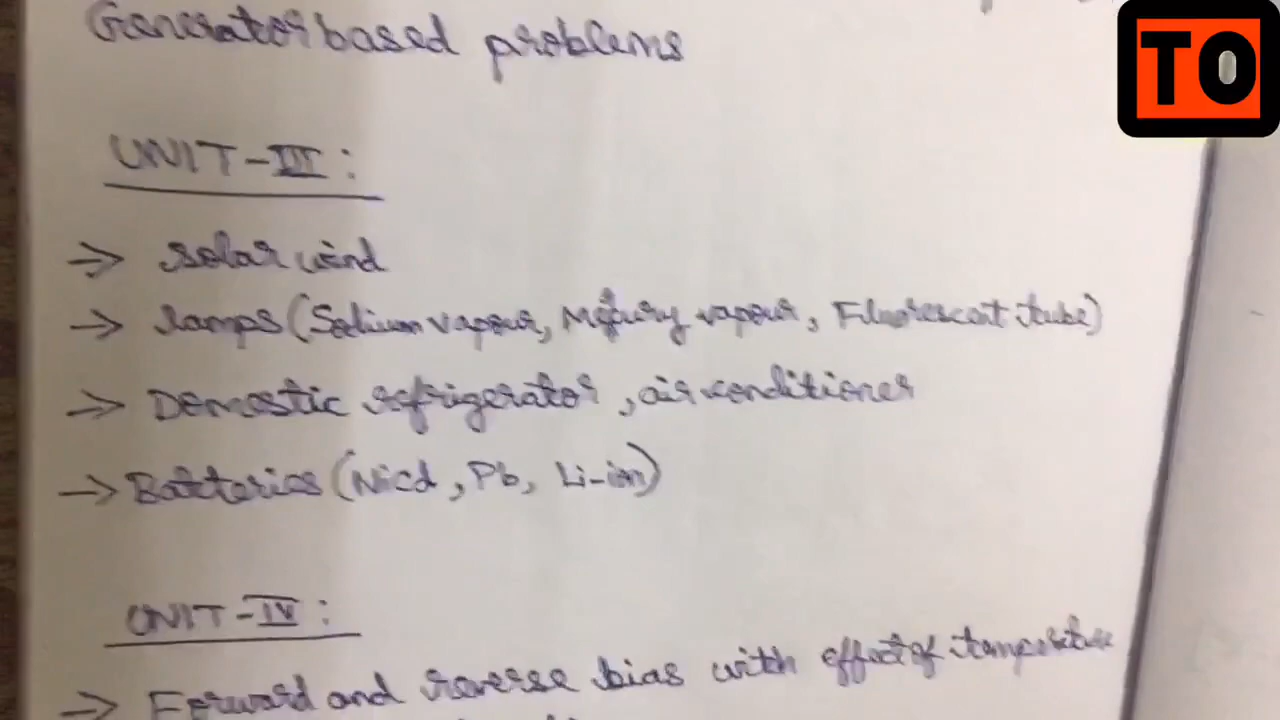 Generator based problems
TO
UNIT-III :
→ Solar wind
→ lamps (Sodium vapour, Mercury vapour, Fluorescent tube)
→ Domestic refrigerator, air conditioner
→ Batteries (Nicd, Pb, Li-ion)
UNIT-IV :
→ Forward and reverse bias with effect of temperature